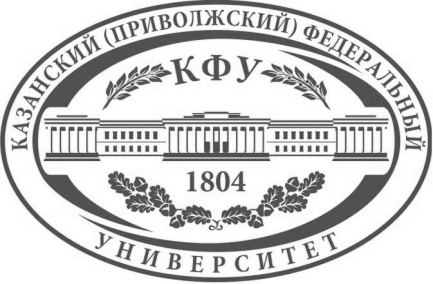 КАЗАНСКИЙ (ПРИВОЛЖСКИЙ) ФЕДЕРАЛЬНЫЙ
КФУ
1804
УНИВЕРСИТЕТ